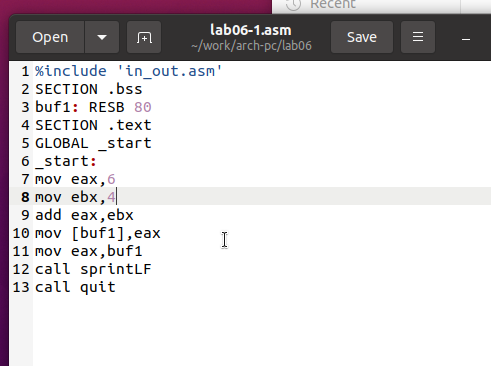 Recent
Open
lab06-1.asm
~/work/arch-pc/lab06
Save
1 %include 'in_out.asm'
2 SECTION .bss
3 buf1: RESB 80
4 SECTION .text
5 GLOBAL _start
6 _start:
7 mov eax,6
8 mov ebx,4
9 add eax,ebx
10 mov [buf1],eax
11 mov eax,buf1
12 call sprintLF
13 call quit